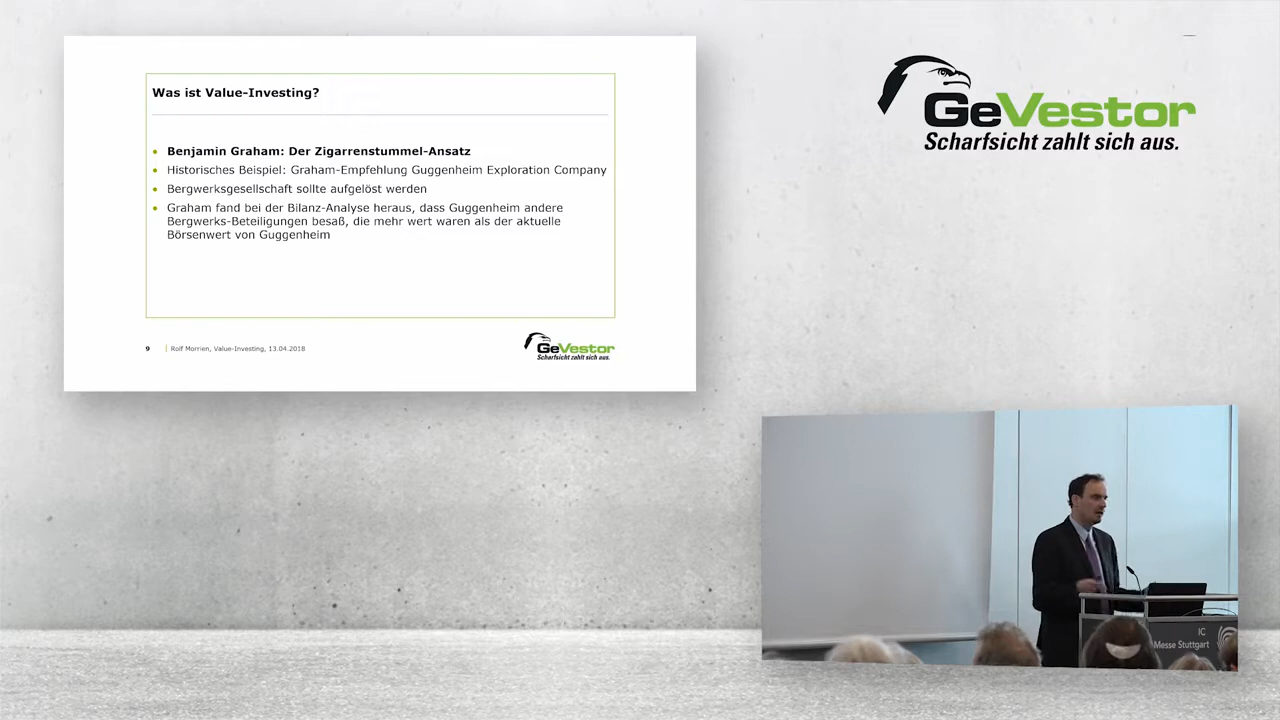 Was ist Value-Investing?
Benjamin Graham: Der Zigarrenstummel-Ansatz
Historisches Beispiel: Graham-Empfehlung Guggenheim Exploration Company
Bergwerksgesellschaft sollte aufgelöst werden
Graham fand bei der Bilanz-Analyse heraus, dass Guggenheim andere
Bergwerks-Beteiligungen besaß, die mehr wert waren als der aktuelle
Börsenwert von Guggenheim
9 Rolf Morrien, Value-Investing, 13.04.2018
GeVestor
Scharfsicht zahlt sich aus.
GeVestor
Scharfsicht zahlt sich aus.
IC
Messe Stuttgart